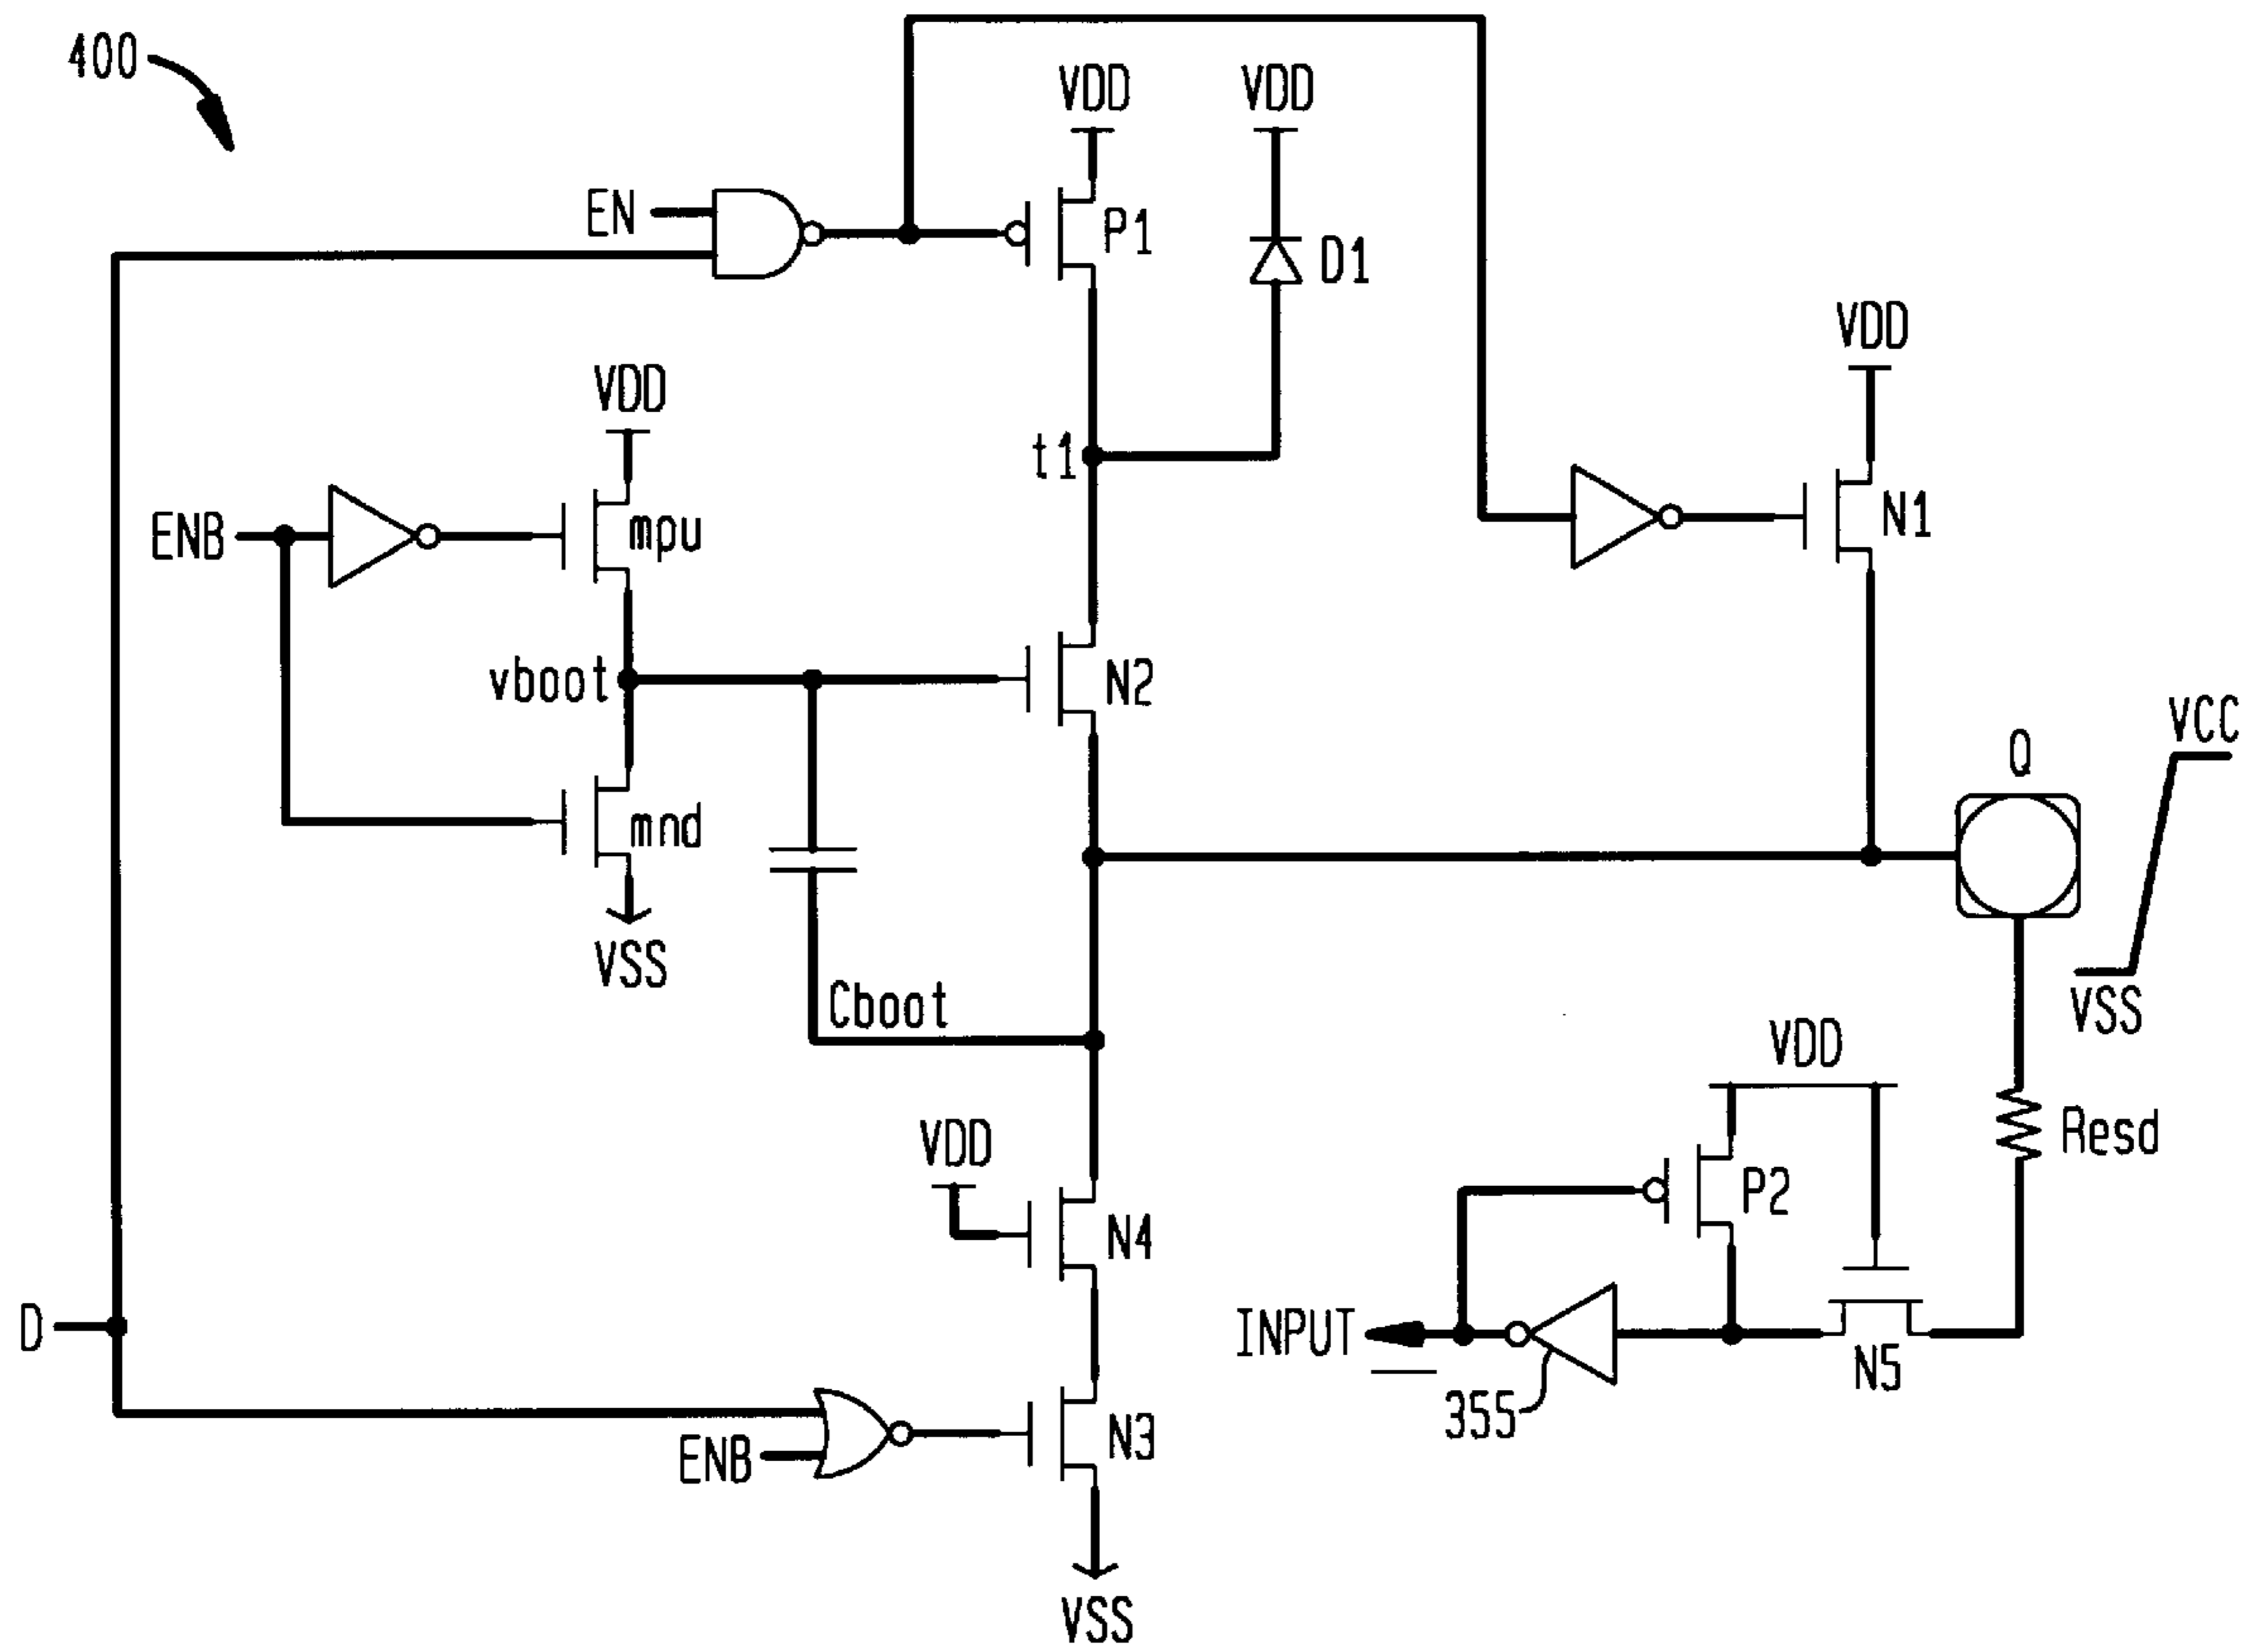 400
VDD
VDD
EN
P1
D1
VDD
VDD
t1
N1
ENB
mpu
vboot
N2
VCC
Q
mnd
VSS
Cboot
VSS
VDD
VDD
Resd
P2
N4
D
INPUT
N5
355
N3
ENB
VSS